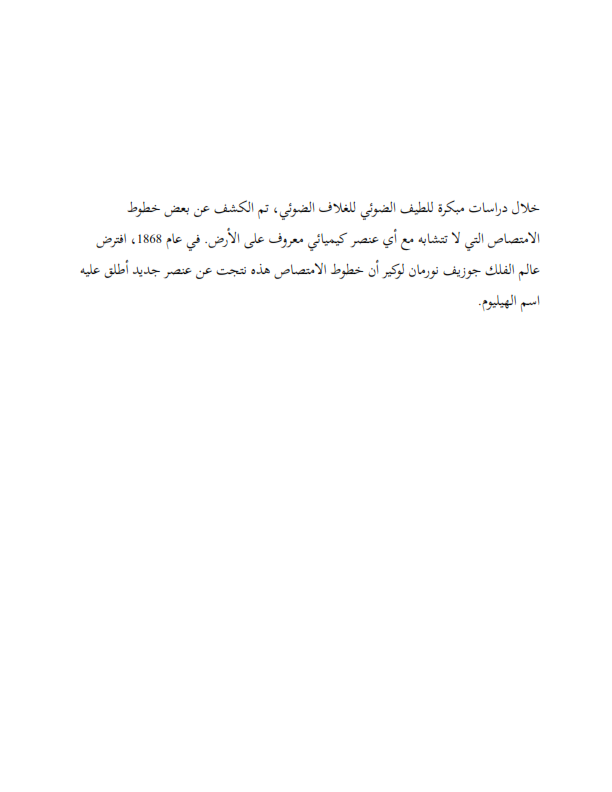 خلال دراسات مبكرة للطيف الضوئي للغلاف الضوئي، تم الكشف عن بعض خطوط
الامتصاص التي لا تتشابه مع أي عنصر كيميائي معروف على الأرض. في عام 1868، افترض
عالم الفلك جوزيف نورمان لوكير أن خطوط الامتصاص هذه نتجت عن عنصر جديد أطلق عليه
اسم الهيليوم.